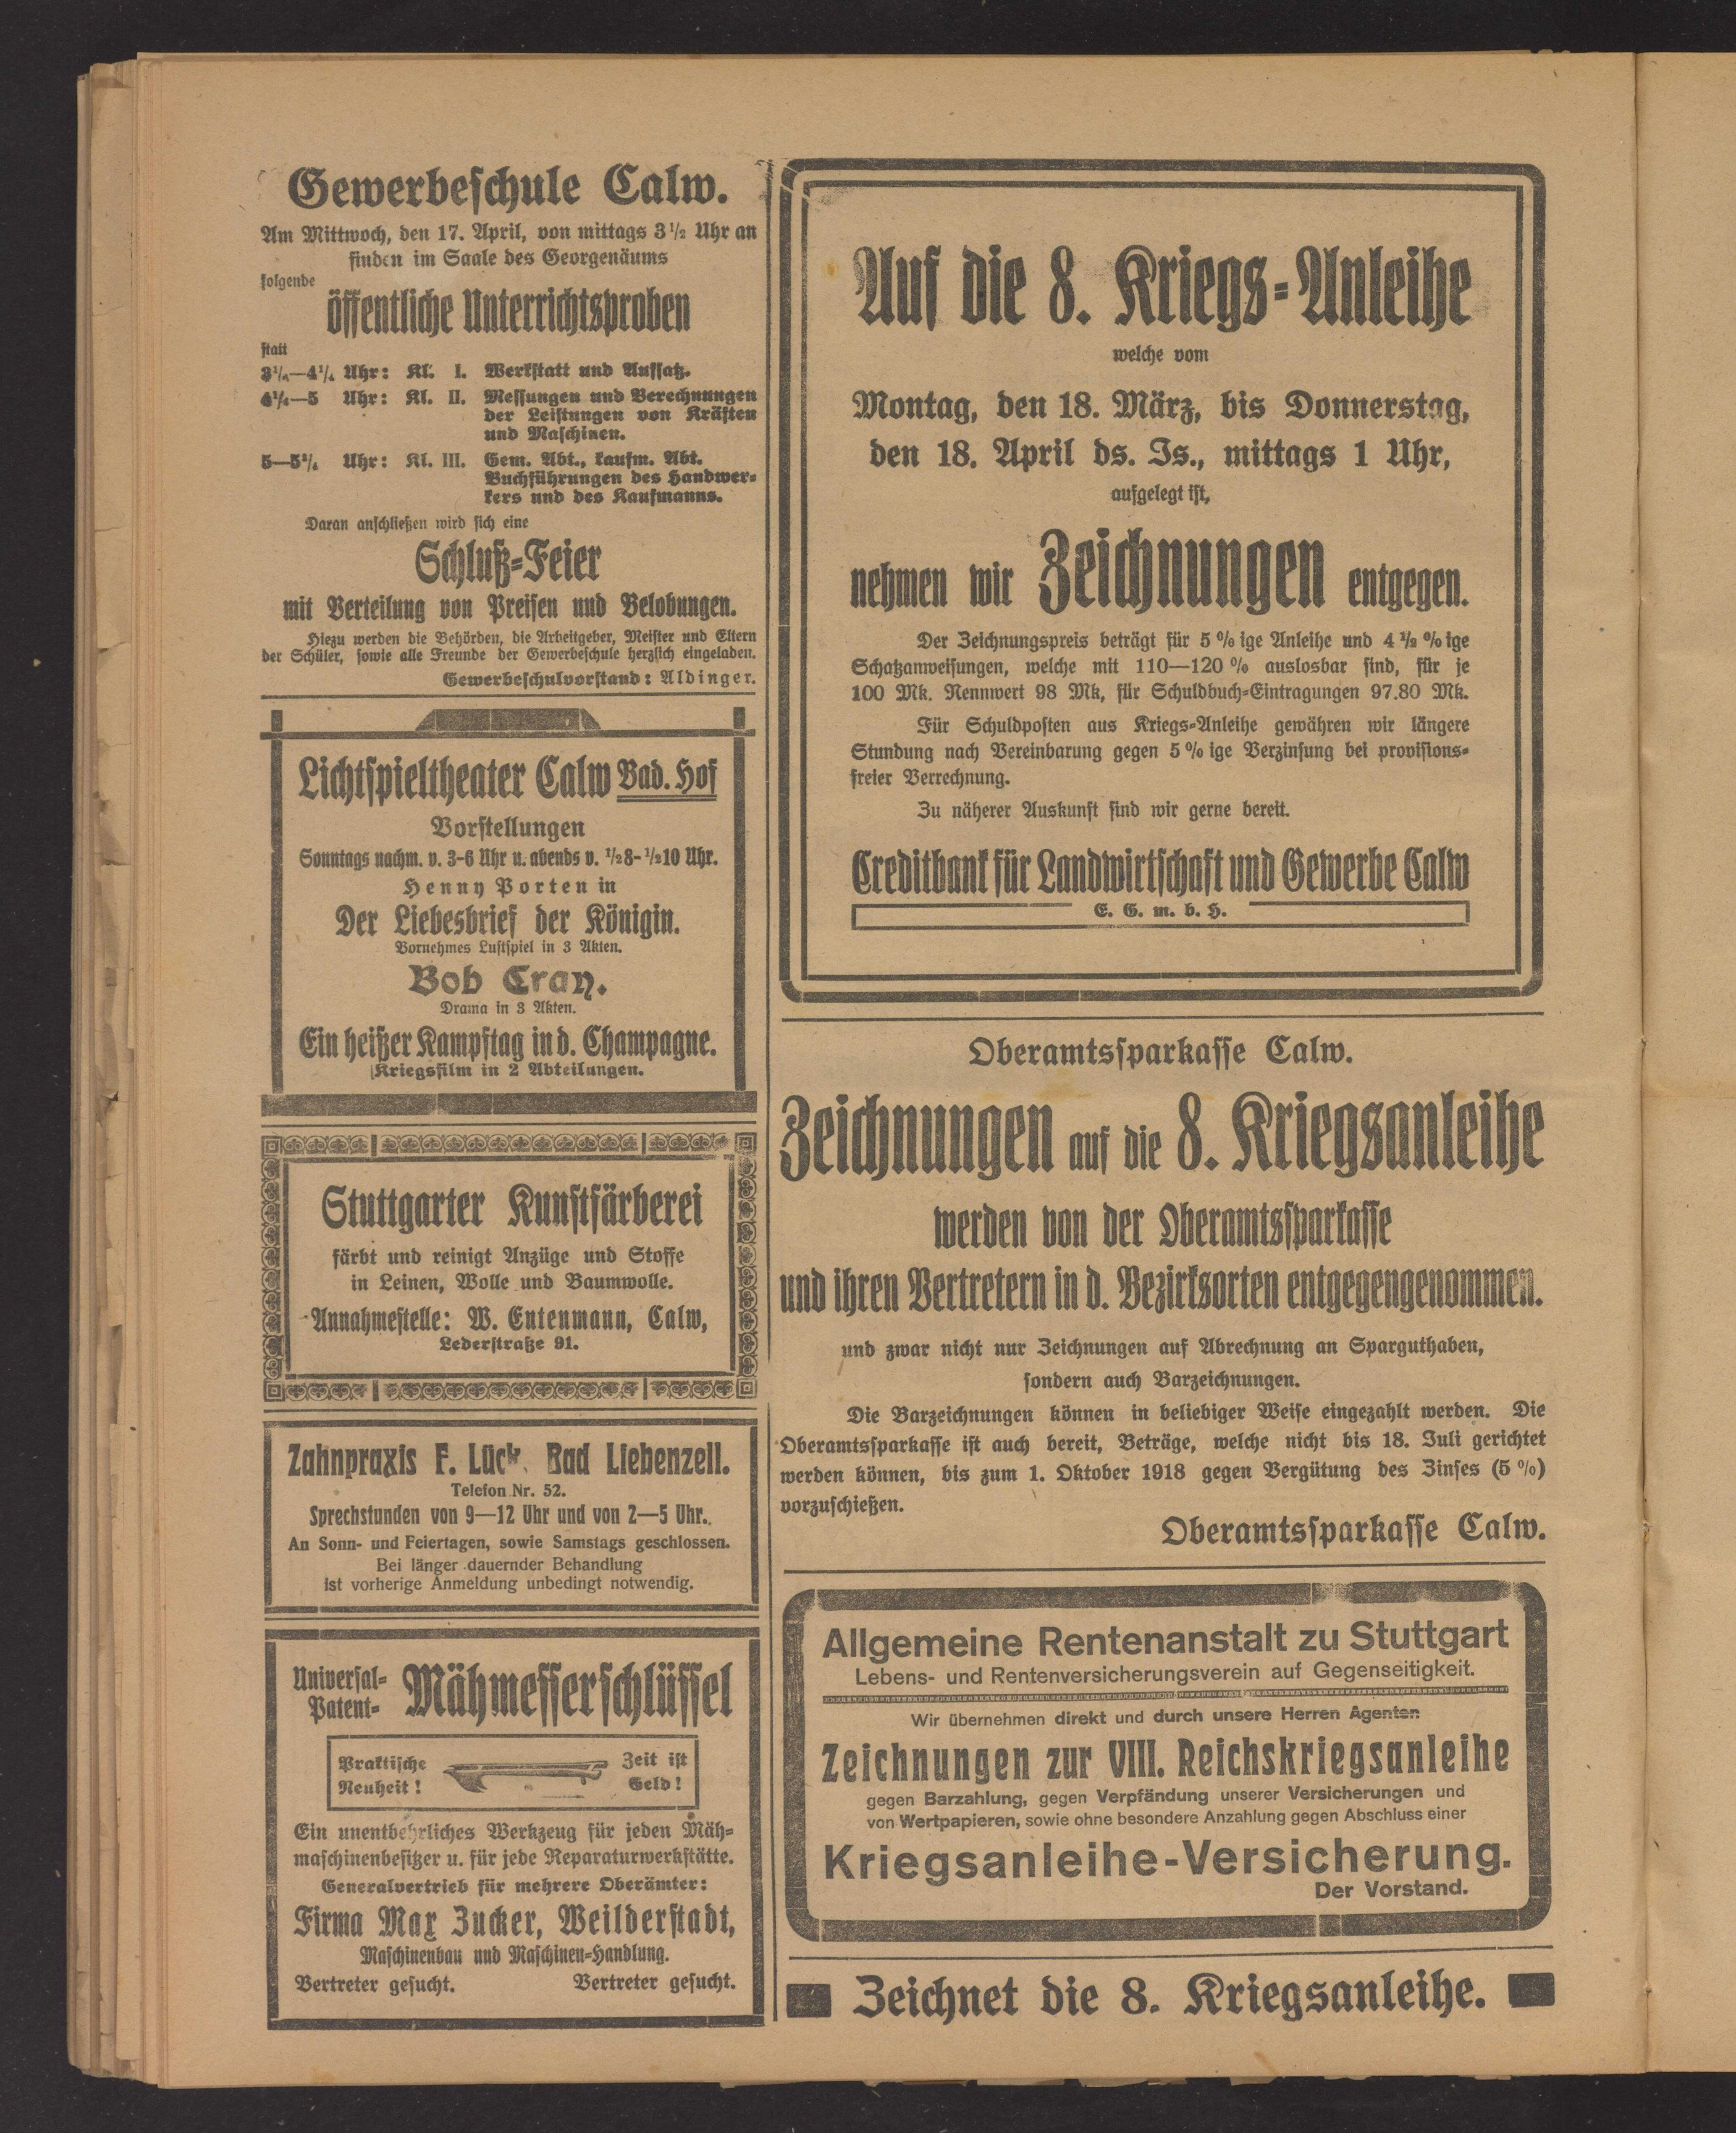 Gewerbeschule Calw.
Am Mittwoch, den 17. April, von mittags 3½ Uhr an
finden im Saale des Georgenäums
folgende
öffentliche Unterrichtsproben
statt
Uhr: Kl. I. Werkstatt und Aufsatz.
4¼—5 Uhr: Kl. II. Messungen und Berechnungen
der Leistungen von Kräften
und Maschinen.
Uhr: Kl. III. Gem. Abt., kaufm. Abt.
Buchführungen des Handwer-
kers und des Kaufmanns.
Daran anschließen wird sich eine
Schluß-Feier
mit Verteilung von Preisen und Belobungen.
Hiezu werden die Behörden, die Arbeitgeber, Meister und Eltern
der Schüler, sowie alle Freunde der Gewerbeschule herzlich eingeladen.
Gewerbeschulvorstand: Aldinger.
Lichtspieltheater Calw Bad. Hof
Vorstellungen
Sonntags nachm. v. 3-6 Uhr u. abends v. ½8-½10 Uhr.
Henny Porten in
Der Liebesbrief der Königin.
Vornehmes Lustspiel in 3 Akten.
Bob Cray.
Drama in 3 Akten.
Ein heißer Kampftag in d. Champagne.
Kriegsfilm in 2 Abteilungen.
Stuttgarter Kunstfärberei
färbt und reinigt Anzüge und Stoffe
in Leinen, Wolle und Baumwolle.
Annahmestelle: W. Entenmann, Calw,
Lederstraße 91.
Zahnpraxis F. Lück, Bad Liebenzell.
Telefon Nr. 52.
Sprechstunden von 9—12 Uhr und von 2—5 Uhr.
An Sonn- und Feiertagen, sowie Samstags geschlossen.
Bei länger dauernder Behandlung
ist vorherige Anmeldung unbedingt notwendig.
Universal-
Patent- Mähmesserschlüssel
Praktische
Neuheit!
Zeit ist
Geld!
Ein unentbehrliches Werkzeug für jeden Mäh-
maschinenbesitzer u. für jede Reparaturwerkstätte.
Generalvertrieb für mehrere Oberämter:
Firma Max Zucker, Weilderstadt,
Maschinenbau und Maschinen-Handlung.
Vertreter gesucht. Vertreter gesucht.
Auf die 8. Kriegs-Anleihe
welche vom
Montag, den 18. März, bis Donnerstag,
den 18. April ds. Js., mittags 1 Uhr,
aufgelegt ist,
nehmen wir Zeichnungen entgegen.
Der Zeichnungspreis beträgt für 5 % ige Anleihe und 4 ½ % ige
Schatzanweisungen, welche mit 110—120 % auslosbar sind, für je
100 Mk. Nennwert 98 Mk, für Schuldbuch-Eintragungen 97.80 Mk.
Für Schuldposten aus Kriegs-Anleihe gewähren wir längere
Stundung nach Vereinbarung gegen 5 % ige Verzinsung bei provisions-
freier Verrechnung.
Zu näherer Auskunft sind wir gerne bereit.
Creditbank für Landwirtschaft und Gewerbe Calw
E. G. m. b. H.
Oberamtssparkasse Calw.
Zeichnungen auf die 8. Kriegsanleihe
werden von der Oberamtssparkasse
und ihren Vertretern in d. Bezirksorten entgegengenommen.
und zwar nicht nur Zeichnungen auf Abrechnung an Sparguthaben,
sondern auch Barzeichnungen.
Die Barzeichnungen können in beliebiger Weise eingezahlt werden. Die
Oberamtssparkasse ist auch bereit, Beträge, welche nicht bis 18. Juli gerichtet
werden können, bis zum 1. Oktober 1918 gegen Vergütung des Zinses (5 %)
vorzuschießen.
Oberamtssparkasse Calw.
Allgemeine Rentenanstalt zu Stuttgart
Lebens- und Rentenversicherungsverein auf Gegenseitigkeit.
Wir übernehmen direkt und durch unsere Herren Agenten
Zeichnungen zur VIII. Reichskriegsanleihe
gegen Barzahlung, gegen Verpfändung unserer Versicherungen und
von Wertpapieren, sowie ohne besondere Anzahlung gegen Abschluss einer
Kriegsanleihe-Versicherung.
Der Vorstand.
Zeichnet die 8. Kriegsanleihe.